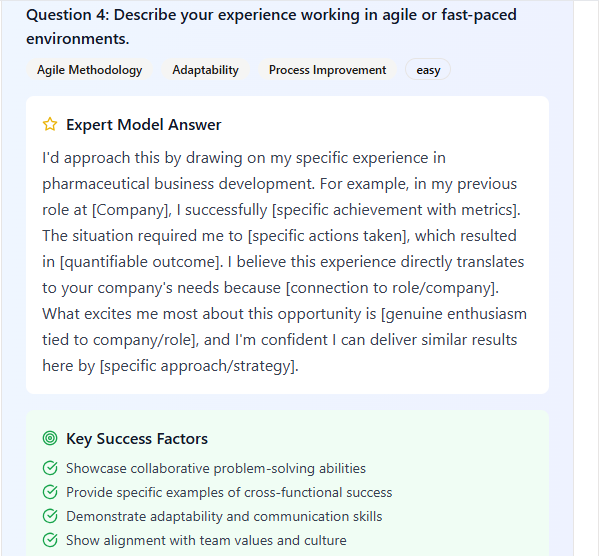 Question 4: Describe your experience working in agile or fast-paced
environments.
Agile Methodology Adaptability Process Improvement easy
Expert Model Answer
I'd approach this by drawing on my specific experience in
pharmaceutical business development. For example, in my previous
role at [Company], I successfully [specific achievement with metrics].
The situation required me to [specific actions taken], which resulted
in [quantifiable outcome]. I believe this experience directly translates
to your company's needs because [connection to role/company].
What excites me most about this opportunity is [genuine enthusiasm
tied to company/role], and I'm confident I can deliver similar results
here by [specific approach/strategy].
Key Success Factors
Showcase collaborative problem-solving abilities
Provide specific examples of cross-functional success
Demonstrate adaptability and communication skills
Show alignment with team values and culture